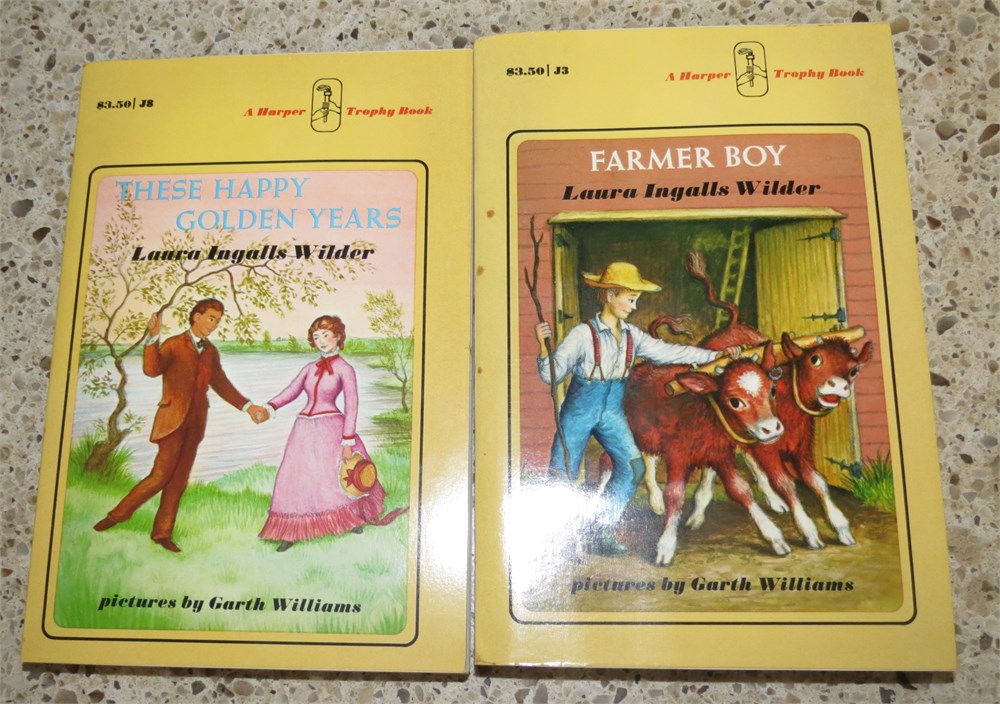 $3.50 | J8
A Harper Trophy Book
THESE HAPPY
GOLDEN YEARS
Laura Ingalls Wilder
pictures by Garth Williams
$3.50 | J3
A Harper Trophy Book
FARMER BOY
Laura Ingalls Wilder
pictures by Garth Williams